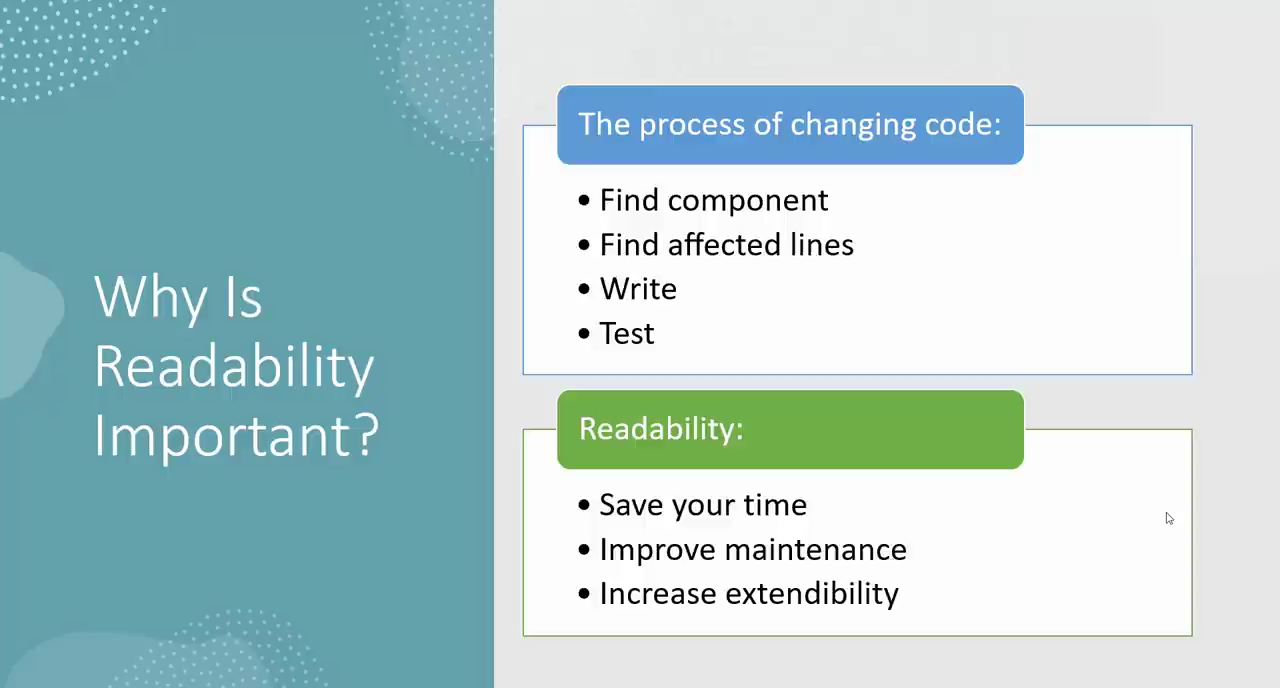 Why Is
Readability
Important?
The process of changing code:
• Find component
• Find affected lines
• Write
• Test
Readability:
• Save your time
• Improve maintenance
• Increase extendibility